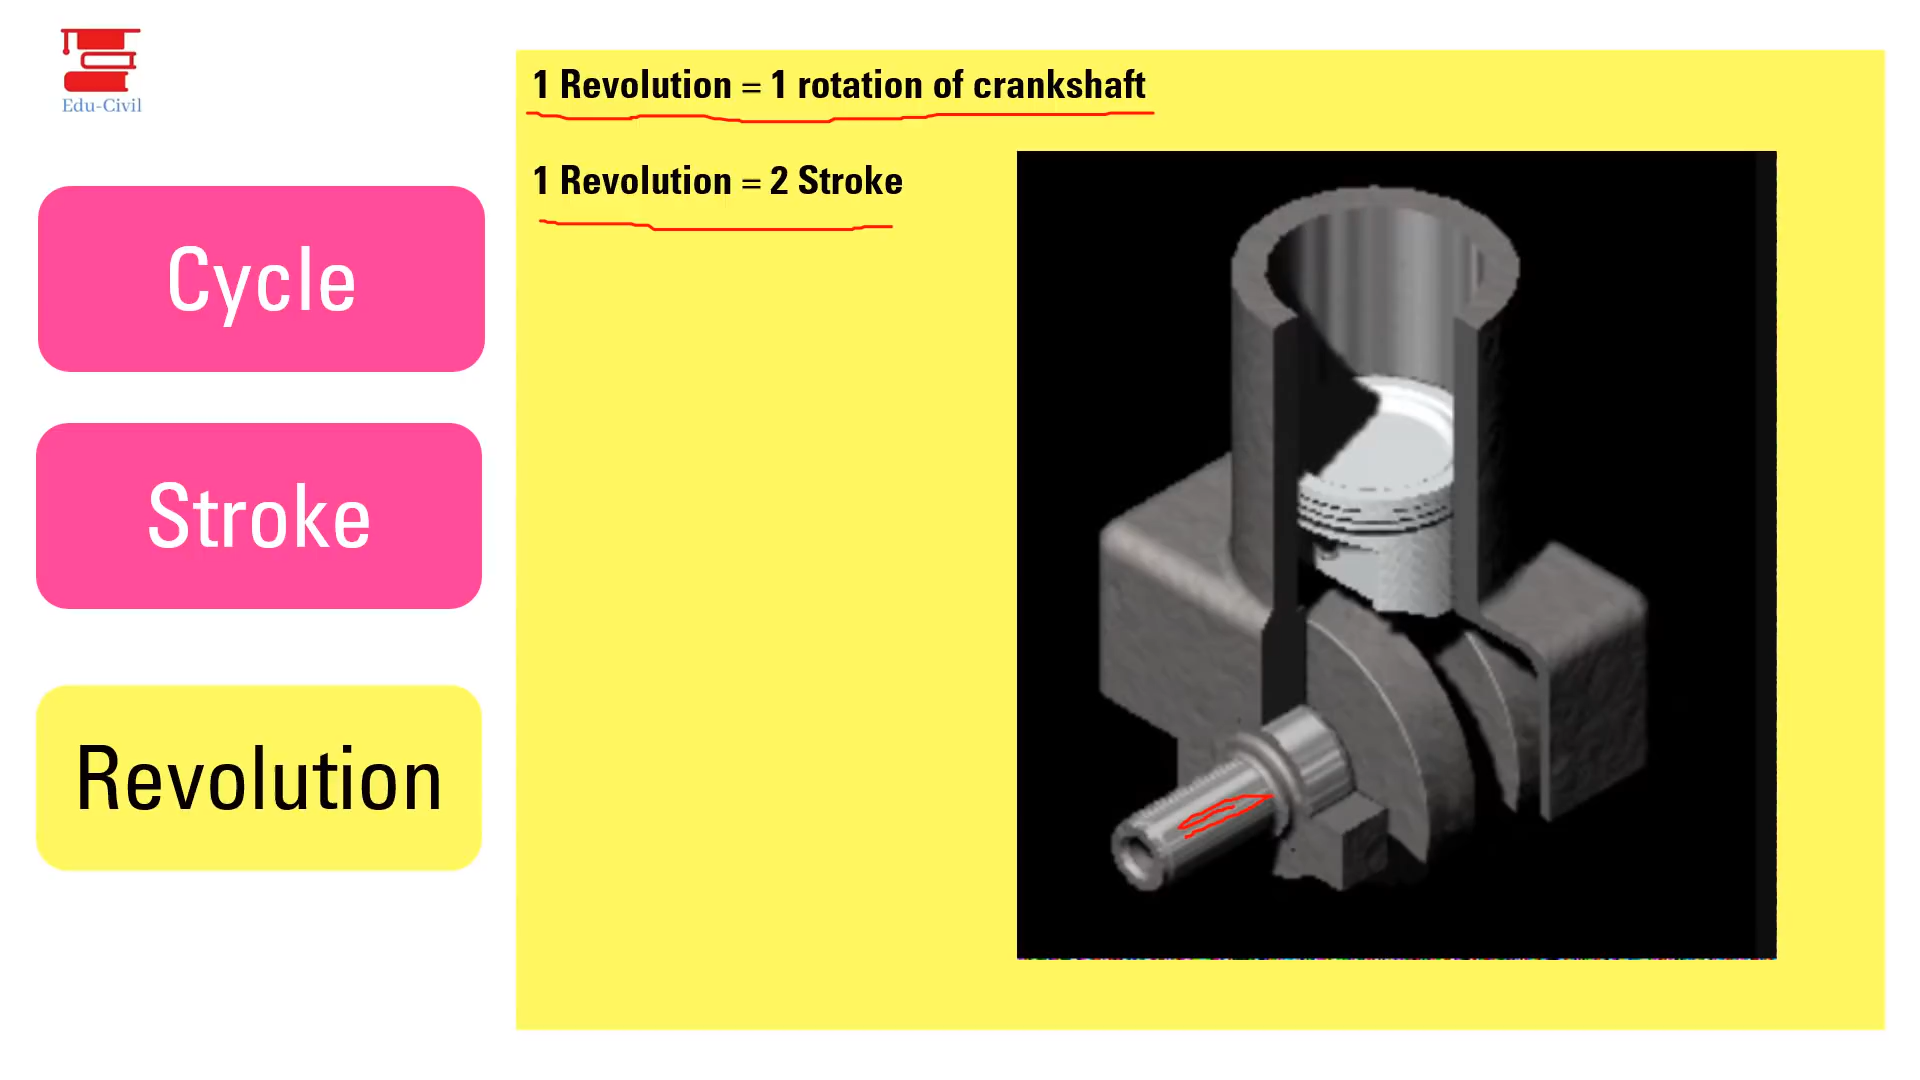 Edu-Civil
1 Revolution = 1 rotation of crankshaft
1 Revolution = 2 Stroke
Cycle
Stroke
Revolution